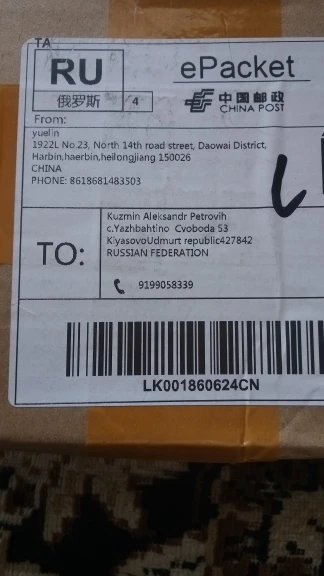 TA
RU
ePacket
俄罗斯
4
中国邮政
CHINA POST
From:
yuelin
1922L No.23, North 14th road street, Daowai District,
Harbin,haerbin,heilongjiang 150026
CHINA
PHONE: 8618681483503
TO:
Kuzmin Aleksandr Petrovih
c.Yazhbahtino Cvoboda 53
KiyasovoUdmurt republic427842
RUSSIAN FEDERATION
9199058339
LK001860624CN